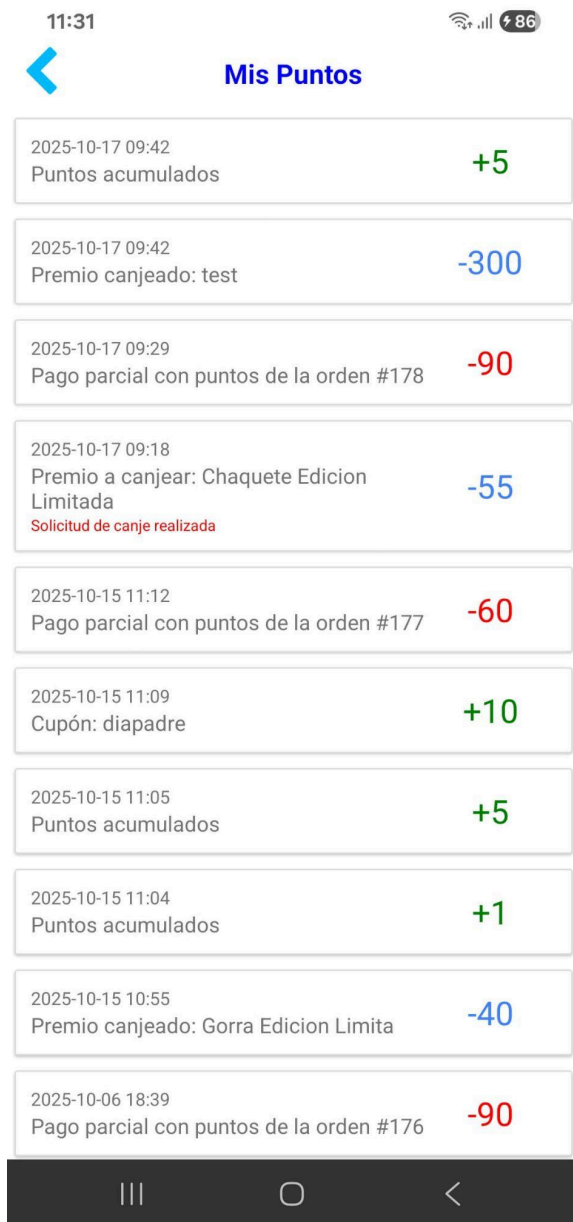 11:31
86
Mis Puntos
2025-10-17 09:42
Puntos acumulados
+5
2025-10-17 09:42
Premio canjeado: test
-300
2025-10-17 09:29
Pago parcial con puntos de la orden #178
-90
2025-10-17 09:18
Premio a canjear: Chaquete Edicion
Limitada
Solicitud de canje realizada
-55
2025-10-15 11:12
Pago parcial con puntos de la orden #177
-60
2025-10-15 11:09
Cupón: diapadre
+10
2025-10-15 11:05
Puntos acumulados
+5
2025-10-15 11:04
Puntos acumulados
+1
2025-10-15 10:55
Premio canjeado: Gorra Edicion Limita
-40
2025-10-06 18:39
Pago parcial con puntos de la orden #176
-90